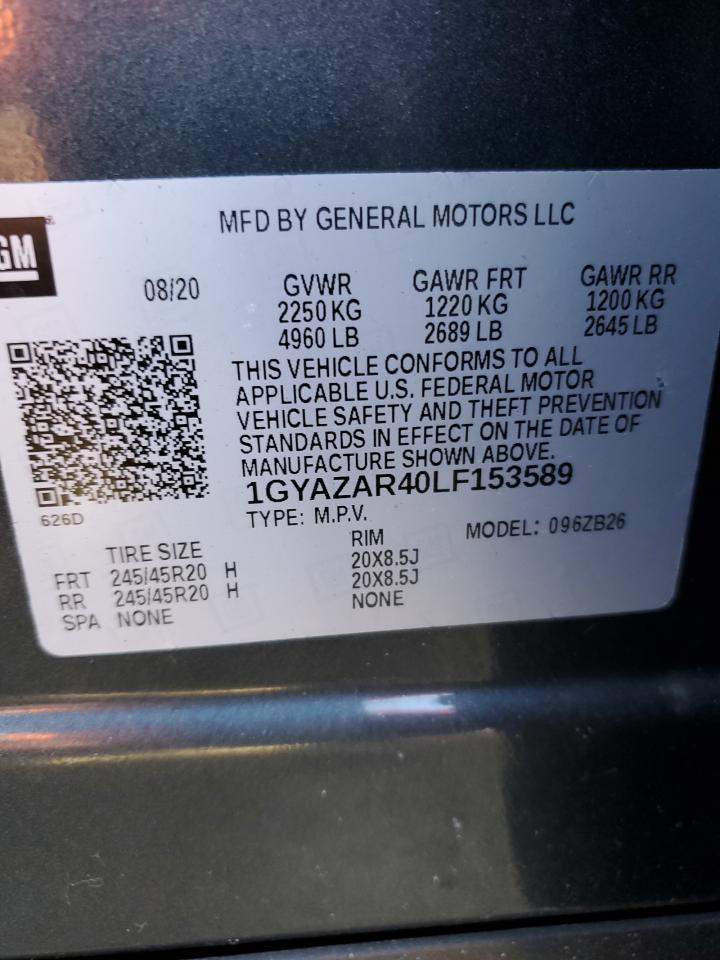 GM
MFD BY GENERAL MOTORS LLC
08/20
GVWR GAWR FRT GAWR RR
2250 KG 1220 KG 1200 KG
4960 LB 2689 LB 2645 LB
THIS VEHICLE CONFORMS TO ALL
APPLICABLE U.S. FEDERAL MOTOR
VEHICLE SAFETY AND THEFT PREVENTION
STANDARDS IN EFFECT ON THE DATE OF
MANUFACTURE SHOWN ABOVE.
1GYAZAR40LF153589
626D
TYPE: M.P.V. MODEL: 096ZB26
TIRE SIZE RIM
FRT 245/45R20 H 20X8.5J
RR 245/45R20 H 20X8.5J
SPA NONE NONE